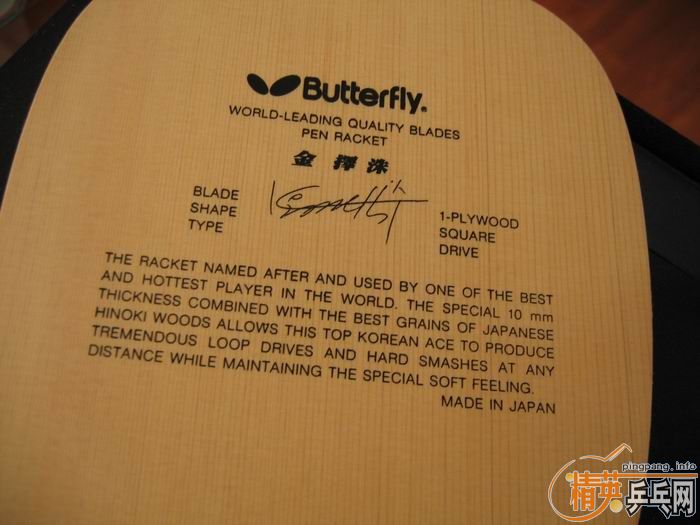 Butterfly®
WORLD-LEADING QUALITY BLADES
PEN RACKET
金擇洙
BLADE 1-PLYWOOD
SHAPE SQUARE
TYPE DRIVE
THE RACKET NAMED AFTER AND USED BY ONE OF THE BEST
AND HOTTEST PLAYER IN THE WORLD. THE SPECIAL 10 mm
THICKNESS COMBINED WITH THE BEST GRAINS OF JAPANESE
HINOKI WOODS ALLOWS THIS TOP KOREAN ACE TO PRODUCE
TREMENDOUS LOOP DRIVES AND HARD SMASHES AT ANY
DISTANCE WHILE MAINTAINING THE SPECIAL SOFT FEELING.
MADE IN JAPAN
pingpang.info
精英乒乓网